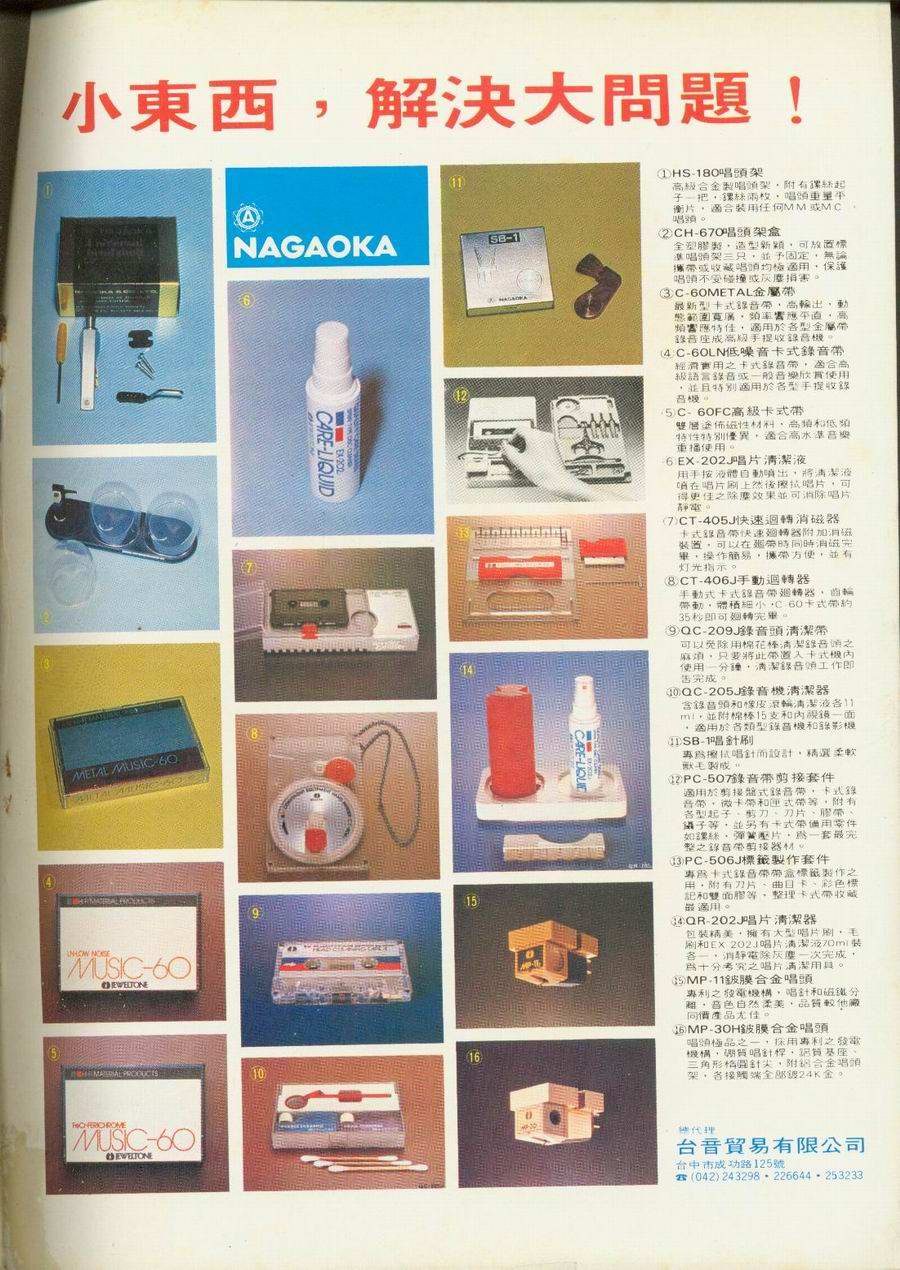 小東西，解決大問題！
NAGAOKA
①HS-180唱頭架
高級合金製唱頭架，附有鏍絲起
子一把，鏍絲兩枚，唱頭重量平
衡片，適合裝用任何MM或MC
唱頭。
②CH-670唱頭架盒
全塑膠製，造型新穎，可放置標
準唱頭架三只，並予固定，無論
攜帶或收藏唱頭均極適用，保護
唱頭不受碰撞或灰塵損害。
③C-60METAL金屬帶
最新型卡式錄音帶，高輸出，動
態範圍寬廣，頻率響應平直，高
頻響應特佳，適用於各型金屬帶
錄音座或高級手提收錄音機。
④C-60LN低噪音卡式錄音帶
經濟實用之卡式錄音帶，適合高
級語言錄音或一般音樂欣賞使用
，並且特別適用於各型手提收錄
音機。
⑤C-60FC高級卡式帶
雙層塗佈磁性材料，高頻和低頻
特性特別優異，適合高水準音樂
重播使用。
⑥EX-202J唱片清潔液
用手按液體自動噴出，將清潔液
噴在唱片刷上然後擦拭唱片，可
得更佳之除塵效果並可消除唱片
靜電。
⑦CT-405J快速迴轉消磁器
卡式錄音帶快速廻轉器附加消磁
裝置，可以在廻帶時同時消磁完
畢，操作簡易，攜帶方便，並有
灯光指示。
⑧CT-406J手動迴轉器
手動式卡式錄音帶廻轉器，齒輪
帶動，體積細小，C-60卡式帶約
35秒即可廻轉完畢。
⑨QC-209J錄音頭清潔帶
可以免除用棉花棒清潔錄音頭之
麻煩，只要將此帶置入卡式機內
使用一分鐘，清潔錄音頭工作即
告完成。
⑩QC-205J錄音機清潔器
含錄音頭和橡皮滾輪清潔液各11
ml，並附棉棒15支和內視鏡一面
，適用於各類型錄音機和錄影機
⑪SB-1唱針刷
專爲擦拭唱針而設計，精選柔軟
獸毛製成。
⑫PC-507錄音帶剪接套件
適用於剪接盤式錄音帶，卡式錄
音帶，微卡帶和匣式帶等，附有
各型起子、剪刀、刀片、膠帶、
鑷子等，並另有卡式帶備用零件
如鏍絲，彈簧壓片，爲一套最完
整之錄音帶剪接器材。
⑬PC-506J標籤製作套件
專爲卡式錄音帶帶盒標籤製作之
用，附有刀片、曲目卡、彩色標
記和雙面膠等，整理卡式帶收藏
最適用。
⑭QR-202J唱片清潔器
包裝精美，擁有大型唱片刷，毛
刷和EX 202J唱片清潔液70ml裝
各一，消靜電除灰塵一次完成，
爲十分考究之唱片清潔用具。
⑮MP-11鈹膜合金唱頭
專利之發電機構，唱針和磁鐵分
離，音色自然柔美，品質較他廠
同價產品尤佳。
⑯MP-30H鈹膜合金唱頭
唱頭極品之一，採用專利之發電
機構，硼質唱針桿，鋁質基座、
三角形橢圓針尖，附鋁合金唱頭
架，各接觸端全部鍍24K金。
總代理
台音貿易有限公司
台中市成功路125號
☎(042)243298・226644・253233
①
②
③
METAL MUSIC-60
④
MATERIAL PRODUCTS
LN•LOW NOISE
MUSIC-60
JEWELTONE
⑤
MATERIAL PRODUCTS
FeCr•FERICHROME
MUSIC-60
JEWELTONE
⑥
EX-202
CARE-LIQUID
⑦
⑧
⑨
HEAD CLEANING CASSETTE
⑩
⑪
SB-1
NAGAOKA
⑫
⑬
⑭
CARE-LIQUID
⑮
MP-11
⑯
MP-30